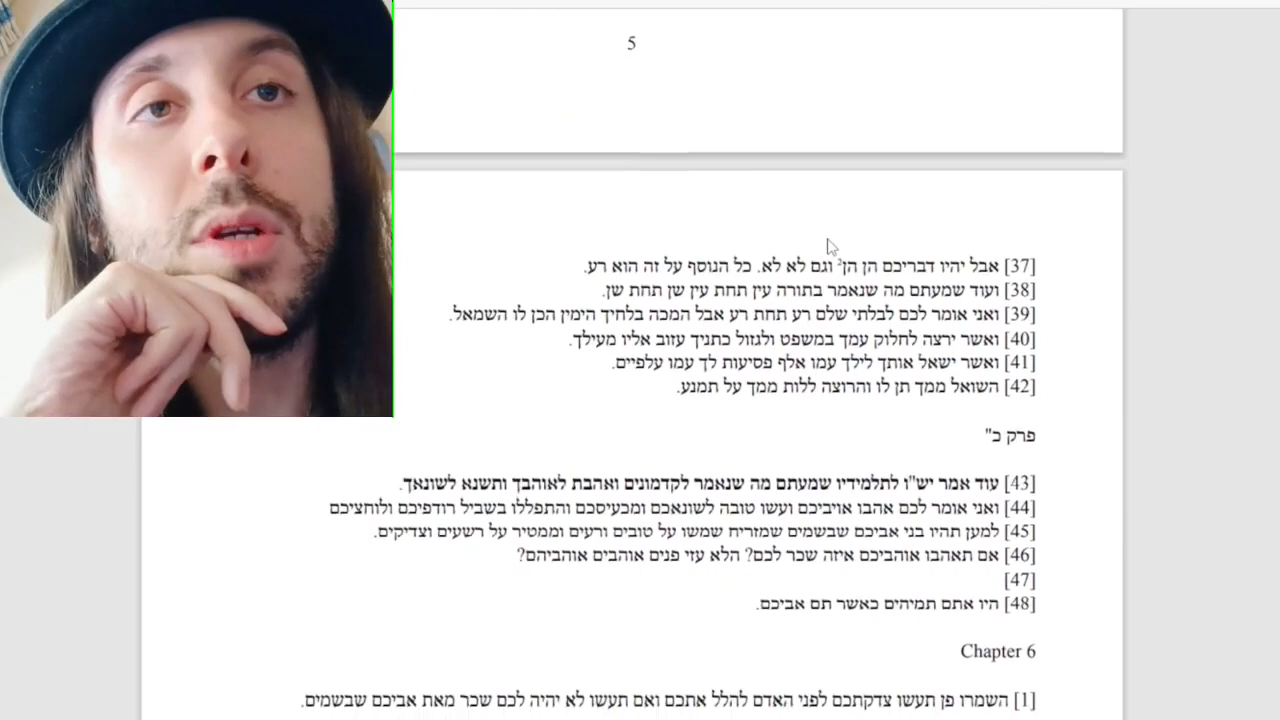 5
[37] אבל יהיו דבריכם הן הן² וגם לא לא. כל הנוסף על זה הוא רע.
[38] ועוד שמעתם מה שנאמר בתורה עין תחת עין שן תחת שן.
[39] ואני אומר לכם לבלתי שלם רע תחת רע אבל המכה בלחיך הימין הכן לו השמאל.
[40] ואשר ירצה לחלוק עמך במשפט ולגזול כתניך עזוב אליו מעילך.
[41] ואשר ישאל אותך לילך עמו אלף פסיעות לך עמו עלפיים.
[42] השואל ממך תן לו והרוצה ללות ממך על תמנע.
פרק כ"
[43] עוד אמר יש"ו לתלמידיו שמעתם מה שנאמר לקדמונים ואהבת לאוהבך ותשנא לשונאך.
[44] ואני אומר לכם אהבו אויביכם ועשו טובה לשונאכם ומכעיסכם והתפללו בשביל רודפיכם ולוחציכם
[45] למען תהיו בני אביכם שבשמים שמזריח שמשו על טובים ורעים וממטיר על רשעים וצדיקים.
[46] אם תאהבו אוהביכם איזה שכר לכם? הלא עזי פנים אוהבים אוהביהם?
[47]
[48] היו אתם תמיהים כאשר תם אביכם.
Chapter 6
[1] השמרו פן תעשו צדקתכם לפני האדם להלל אתכם ואם תעשו לא יהיה לכם שכר מאת אביכם שבשמים.